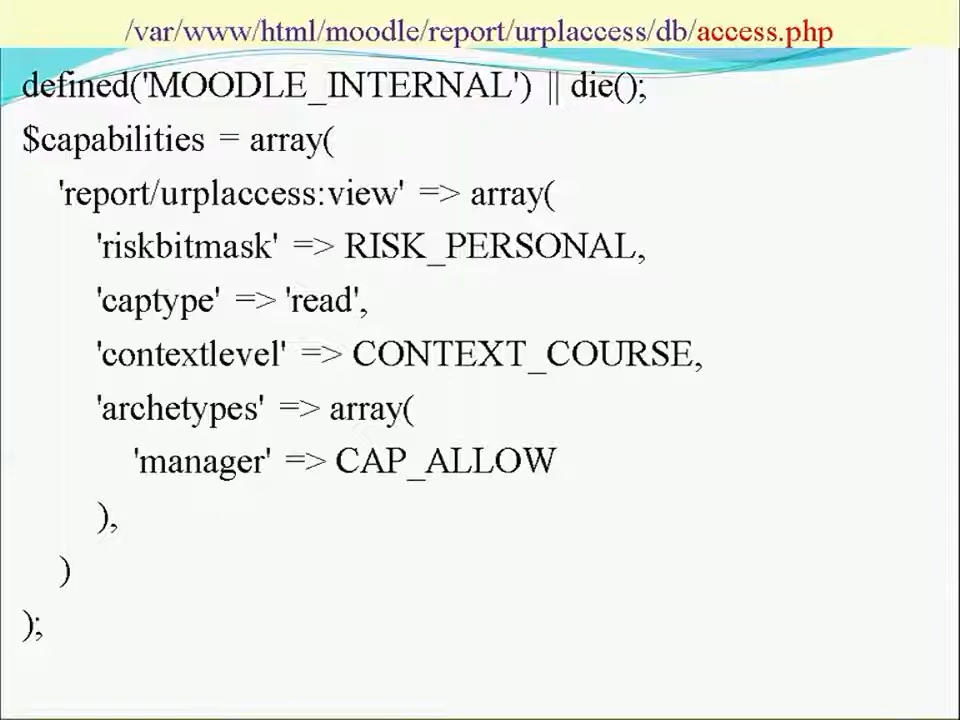 /var/www/html/moodle/report/urplaccess/db/access.php
defined('MOODLE_INTERNAL') || die();
$capabilities = array(
'report/urplaccess:view' => array(
'riskbitmask' => RISK_PERSONAL,
'captype' => 'read',
'contextlevel' => CONTEXT_COURSE,
'archetypes' => array(
'manager' => CAP_ALLOW
),
)
);